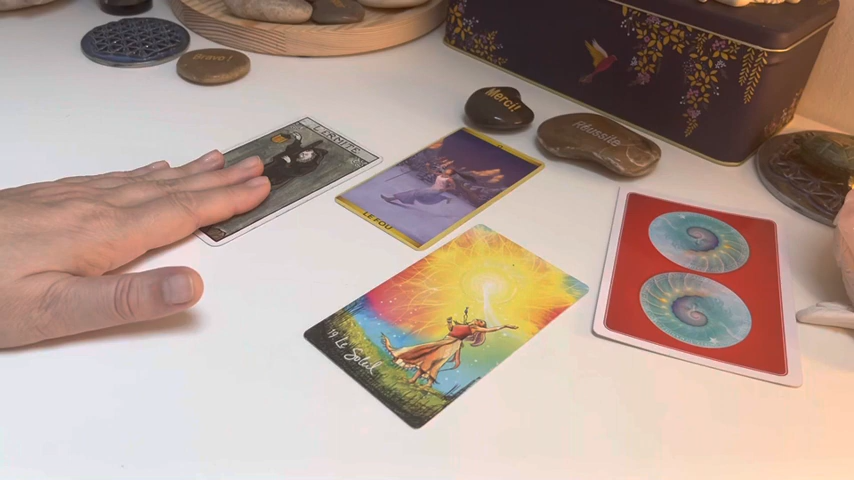 Bravo !
Merci!
Réussite
L'ERMITE
LE FOU
19 Le Soleil